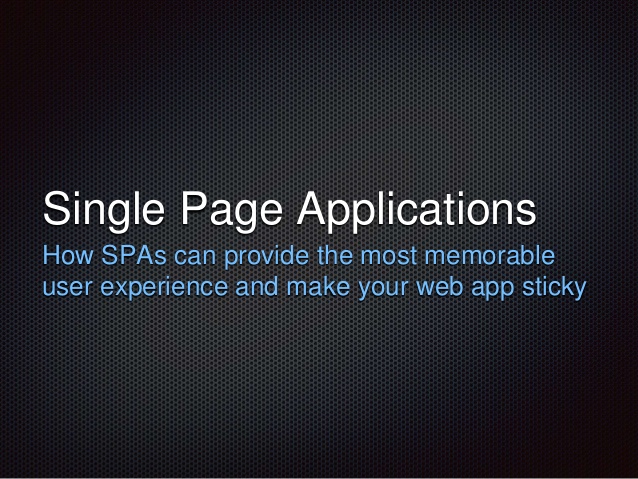 Single Page Applications
How SPAs can provide the most memorable
user experience and make your web app sticky